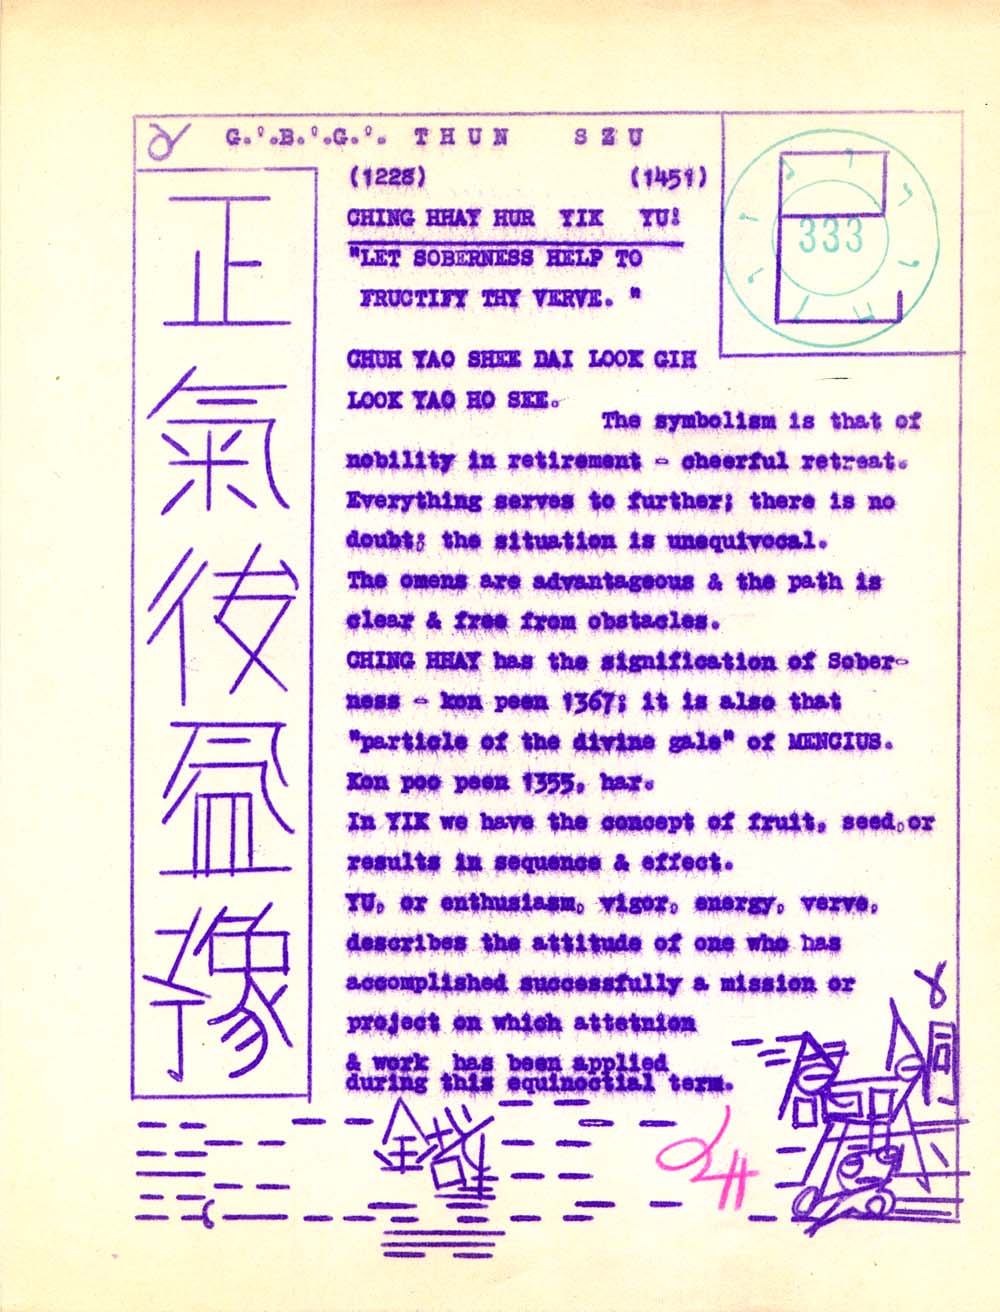 G.°.B.°.G.°. THUN SZU
(1228) (1451)
CHING HHAY HUR YIK YU!
"LET SOBERNESS HELP TO
FRUCTIFY THY VERVE. "
333
CHUH YAO SHEE DAI LOOK GIH
LOOK YAO HO SEE.
The symbolism is that of
nobility in retirement - cheerful retreat.
Everything serves to further; there is no
doubt; the situation is unequivocal.
The omens are advantageous & the path is
clear & free from obstacles.
CHING HHAY has the signification of Sober-
ness - kon peen 1367; it is also that
"particle of the divine gale" of MENCIUS.
Kon poo peen 1355, har.
In YIK we have the concept of fruit, seed,or
results in sequence & effect.
YU, or enthusiasm, vigor, energy, verve,
describes the attitude of one who has
accomplished successfully a mission or
project on which attetnion
& work has been applied
during this equinoctial term.
正
氣
豫